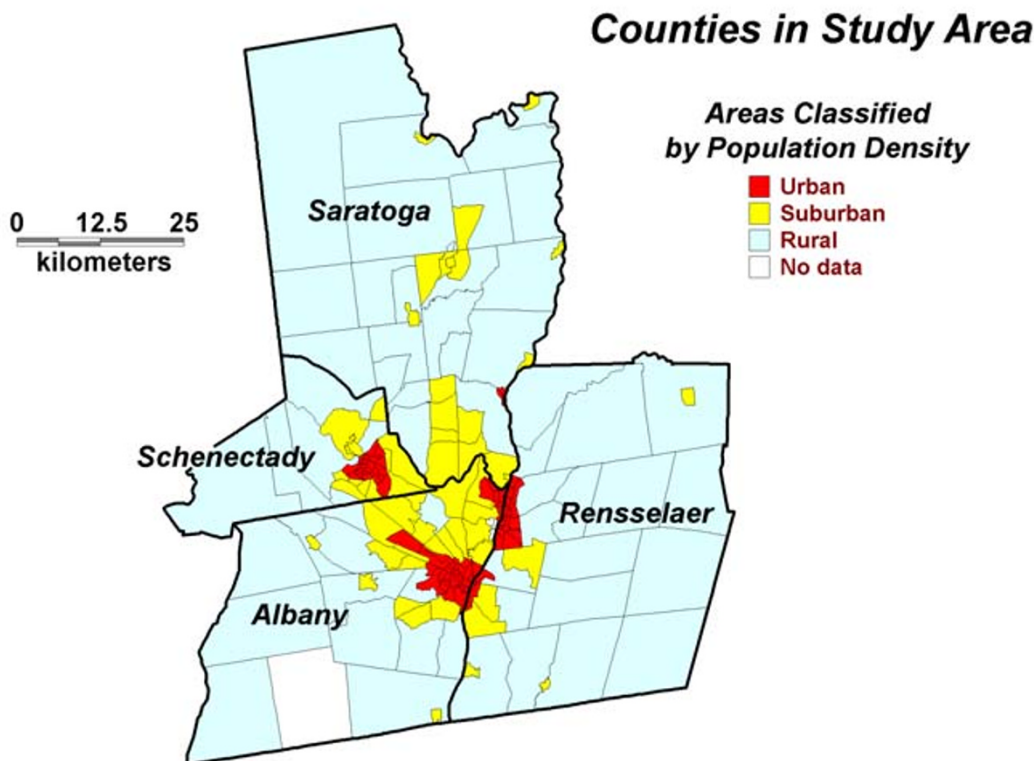 Counties in Study Area
Areas Classified
by Population Density
Urban
Suburban
Rural
No data
0 12.5 25
kilometers
Saratoga
Schenectady
Rensselaer
Albany